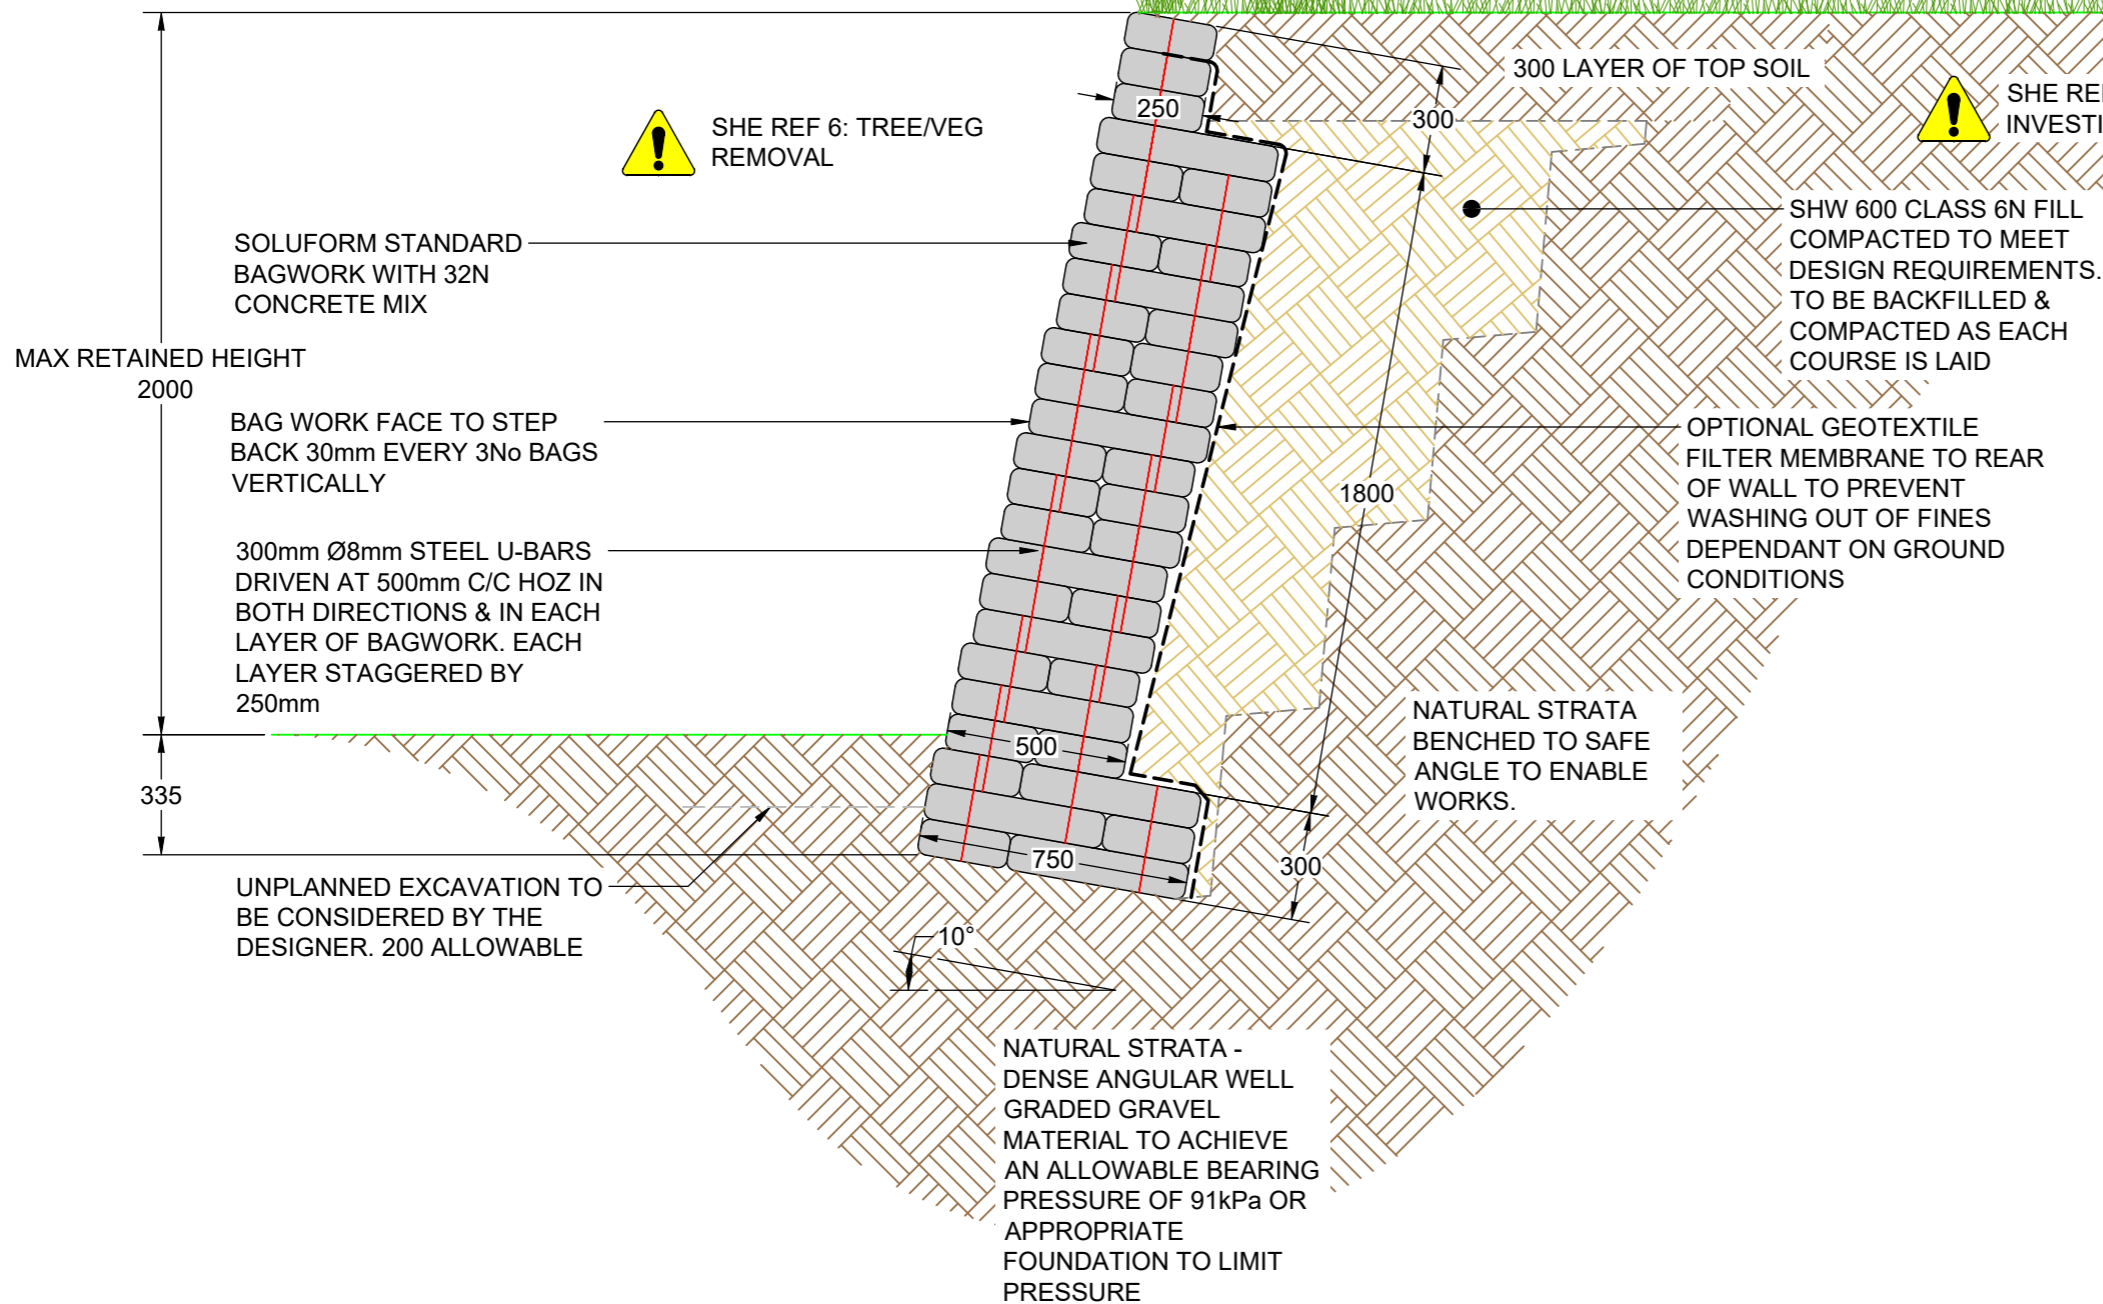 300 LAYER OF TOP SOIL
SHE REF 6: TREE/VEG
REMOVAL
SHE
INVESTI
250
300
SOLUFORM STANDARD
BAGWORK WITH 32N
CONCRETE MIX
SHW 600 CLASS 6N FILL
COMPACTED TO MEET
DESIGN REQUIREMENTS.
TO BE BACKFILLED &
COMPACTED AS EACH
COURSE IS LAID
MAX RETAINED HEIGHT
2000
BAG WORK FACE TO STEP
BACK 30mm EVERY 3No BAGS
VERTICALLY
OPTIONAL GEOTEXTILE
FILTER MEMBRANE TO REAR
OF WALL TO PREVENT
WASHING OUT OF FINES
DEPENDANT ON GROUND
CONDITIONS
1800
300mm Ø8mm STEEL U-BARS
DRIVEN AT 500mm C/C HOZ IN
BOTH DIRECTIONS & IN EACH
LAYER OF BAGWORK. EACH
LAYER STAGGERED BY
250mm
NATURAL STRATA
BENCHED TO SAFE
ANGLE TO ENABLE
WORKS.
500
335
750
300
UNPLANNED EXCAVATION TO
BE CONSIDERED BY THE
DESIGNER. 200 ALLOWABLE
10°
NATURAL STRATA -
DENSE ANGULAR WELL
GRADED GRAVEL
MATERIAL TO ACHIEVE
AN ALLOWABLE BEARING
PRESSURE OF 91kPa OR
APPROPRIATE
FOUNDATION TO LIMIT
PRESSURE